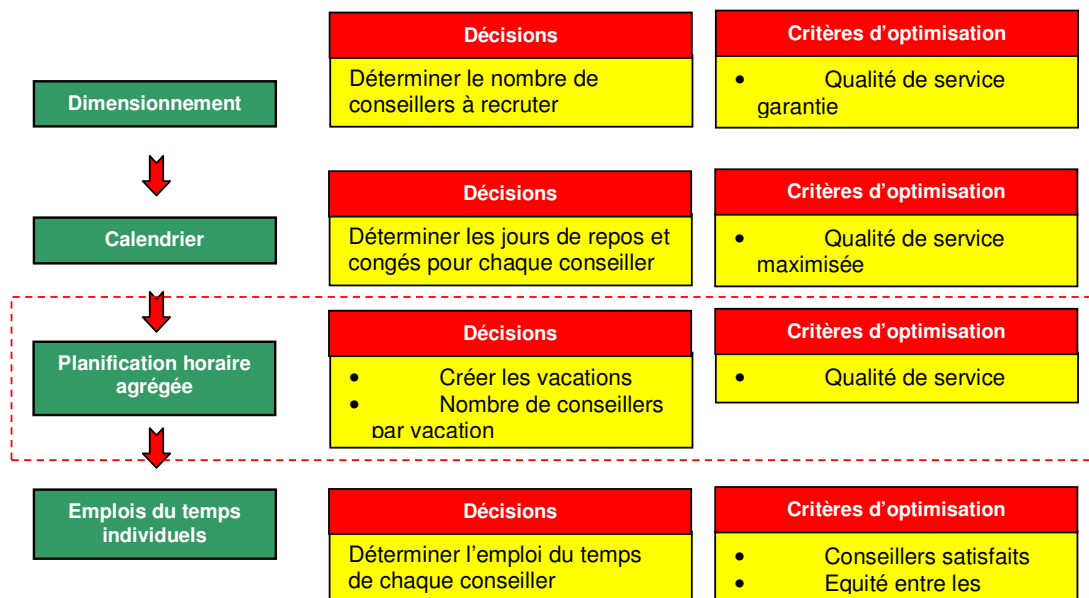 Dimensionnement
Décisions
Déterminer le nombre de
conseillers à recruter
Critères d'optimisation
• Qualité de service
garantie
Calendrier
Décisions
Déterminer les jours de repos et
congés pour chaque conseiller
Critères d'optimisation
• Qualité de service
maximisée
Planification horaire
agrégée
Décisions
• Créer les vacations
• Nombre de conseillers
par vacation
Critères d'optimisation
• Qualité de service
Emplois du temps
individuels
Décisions
Déterminer l'emploi du temps
de chaque conseiller
Critères d'optimisation
• Conseillers satisfaits
• Equité entre les